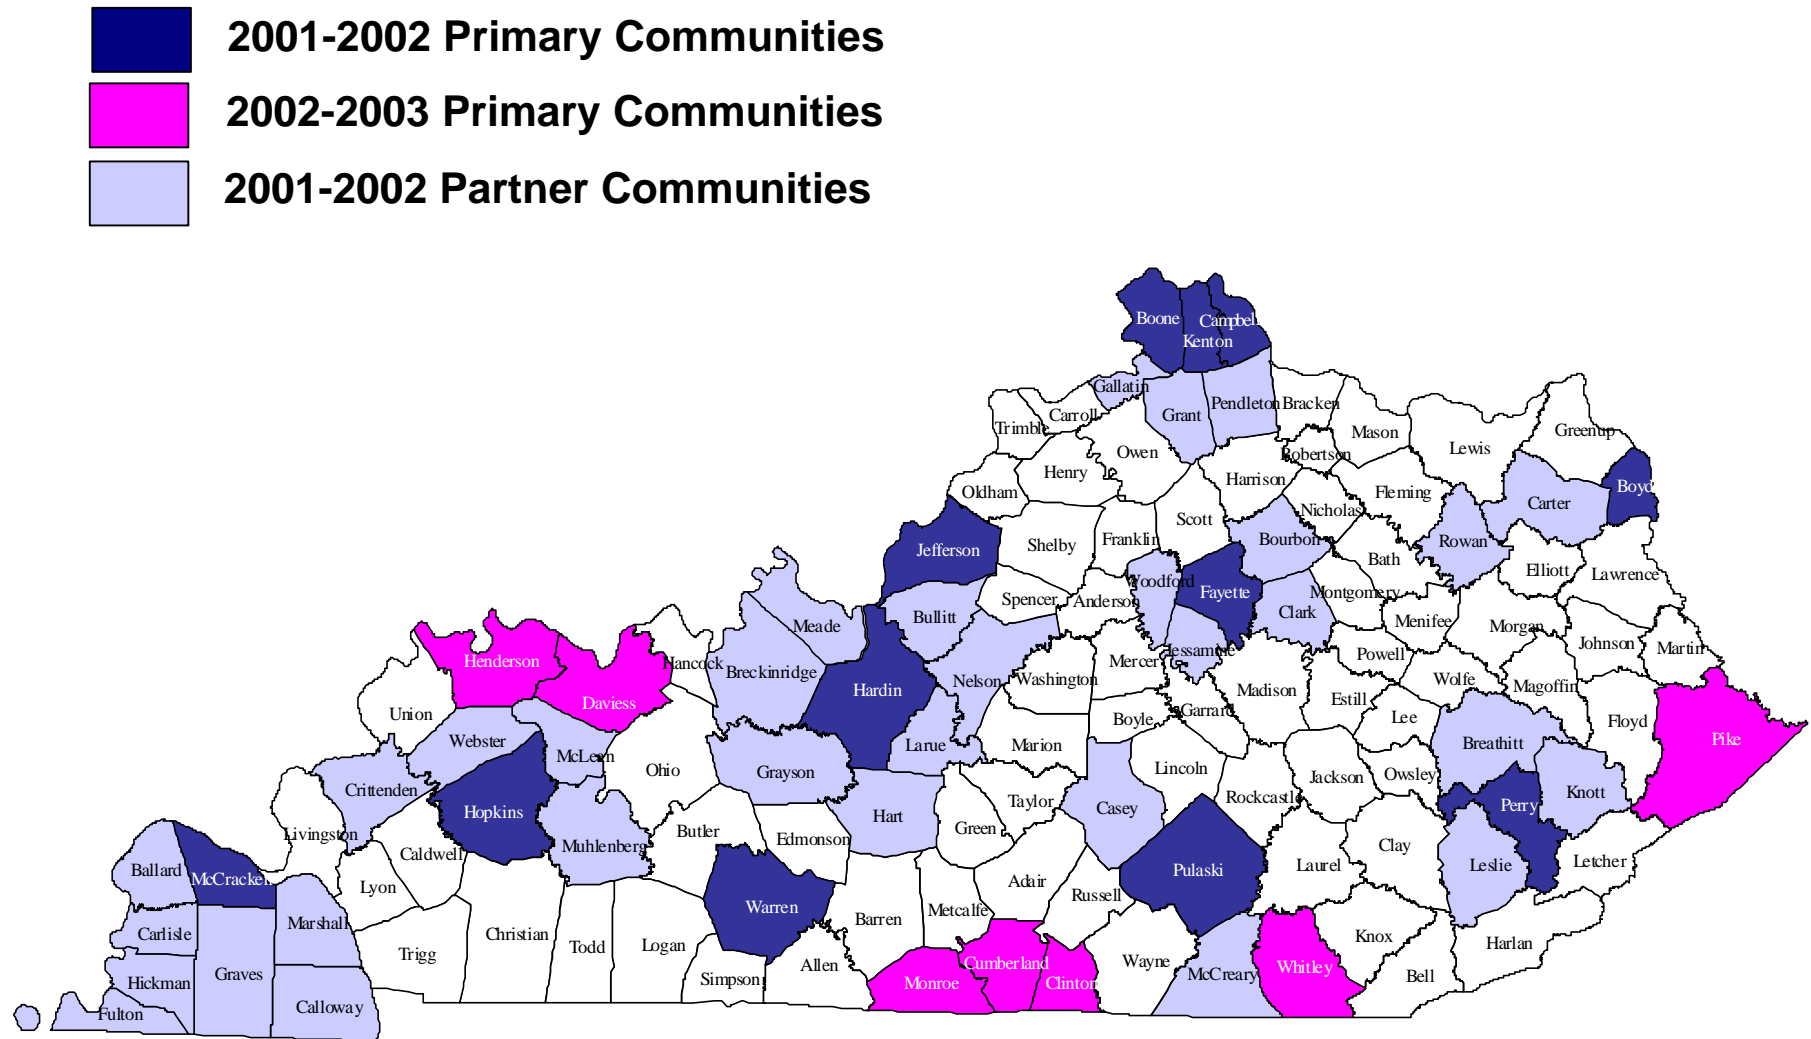 2001-2002 Primary Communities
2002-2003 Primary Communities
2001-2002 Partner Communities
Boone
Campbell
Kenton
Gallatin
Grant
Pendleton
Bracken
Carroll
Trimble
Owen
Mason
Lewis
Greenup
Robertson
Henry
Harrison
Oldham
Fleming
Nicholas
Carter
Boyd
Scott
Jefferson
Shelby
Franklin
Bourbon
Rowan
Bath
Elliott
Lawrence
Woodford
Fayette
Montgomery
Spencer
Anderson
Clark
Menifee
Morgan
Bullitt
Meade
Johnson
Martin
Jessamine
Powell
Mercer
Henderson
Hancock
Breckinridge
Nelson
Washington
Hardin
Madison
Wolfe
Magoffin
Estill
Daviess
Union
Garrard
Boyle
Lee
Floyd
Pike
Webster
McLean
Larue
Marion
Breathitt
Ohio
Grayson
Lincoln
Jackson
Owsley
Crittenden
Rockcastle
Perry
Knott
Taylor
Casey
Hopkins
Hart
Green
Livingston
Butler
Edmonson
Muhlenberg
Caldwell
Clay
Laurel
Leslie
Letcher
Ballard
McCracken
Pulaski
Lyon
Adair
Russell
Warren
Metcalfe
Barren
Marshall
Carlisle
Christian
Todd
Logan
Knox
Harlan
Trigg
Wayne
Cumberland
Whitley
Allen
Graves
McCreary
Bell
Simpson
Hickman
Monroe
Clinton
Calloway
Fulton